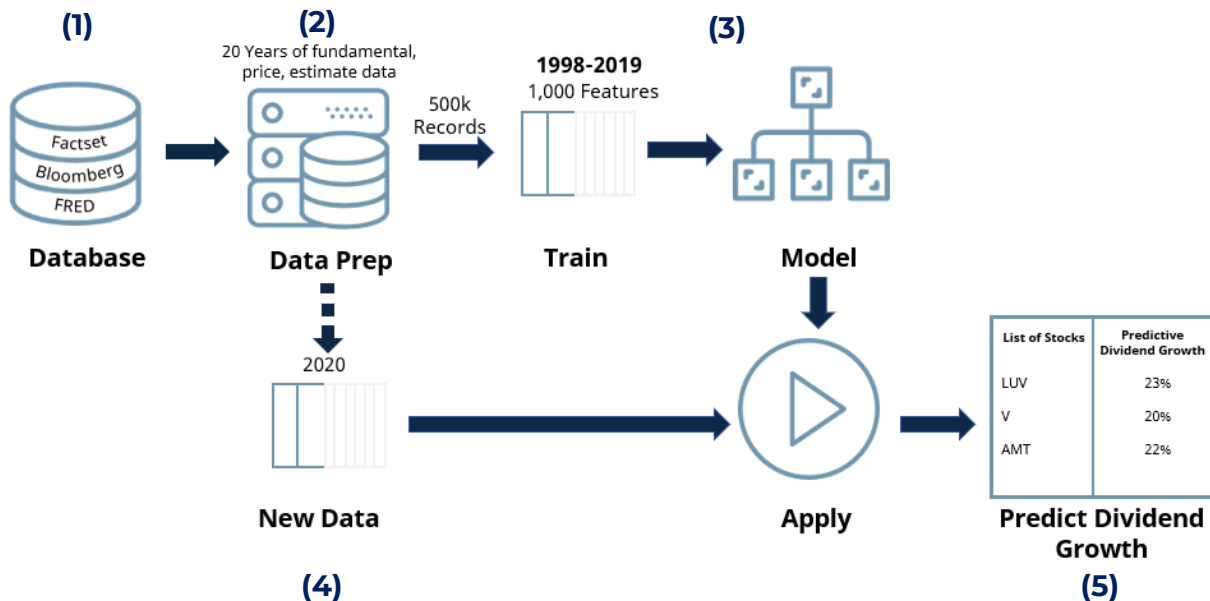 (1)
(2)
(3)
20 Years of fundamental,
price, estimate data
Factset
Bloomberg
FRED
500k
Records
1998-2019
1,000 Features
Database
Data Prep
Train
Model
2020
New Data
Apply
List of Stocks
Predictive
Dividend Growth
LUV
23%
V
20%
AMT
22%
Predict Dividend
Growth
(4)
(5)